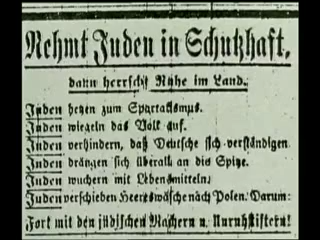 Nehmt Juden in Schutzhaft,
dann herrscht Ruhe im Land.
Juden hetzen zum Spartakismus.
Juden wiegeln das Volk auf.
Juden verhindern, daß Deutsche sich verständigen.
Juden drängen sich überall an die Spitze.
Juden wuchern mit Lebensmitteln.
Juden verschieben Heereswäsche nach Polen. Darum:
Fort mit den jüdischen Machern u. Unruhstiftern!